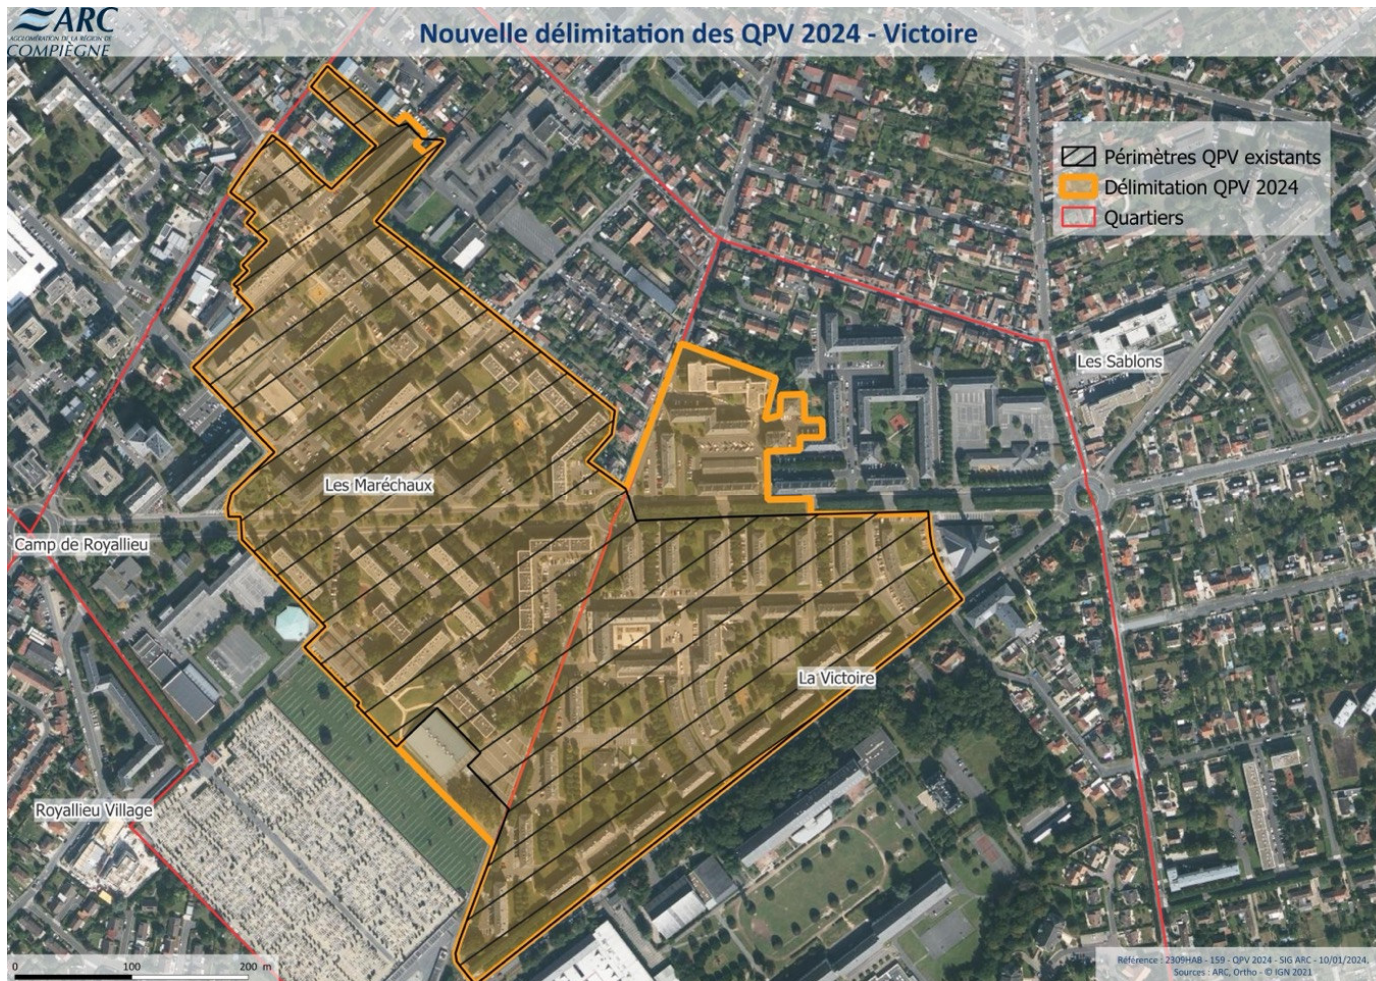 ARC
AGGLOMÉRATION DE LA RÉGION DE
COMPIÈGNE
Nouvelle délimitation des QPV 2024 - Victoire
Périmètres QPV existants
Délimitation QPV 2024
Quartiers
Les Sablons
Les Maréchaux
Camp de Royallieu
La Victoire
Royallieu Village
0 100 200 m
Référence : 2309HAB - 159 - QPV 2024 - SIG ARC - 10/01/2024.
Sources : ARC, Ortho - © IGN 2021